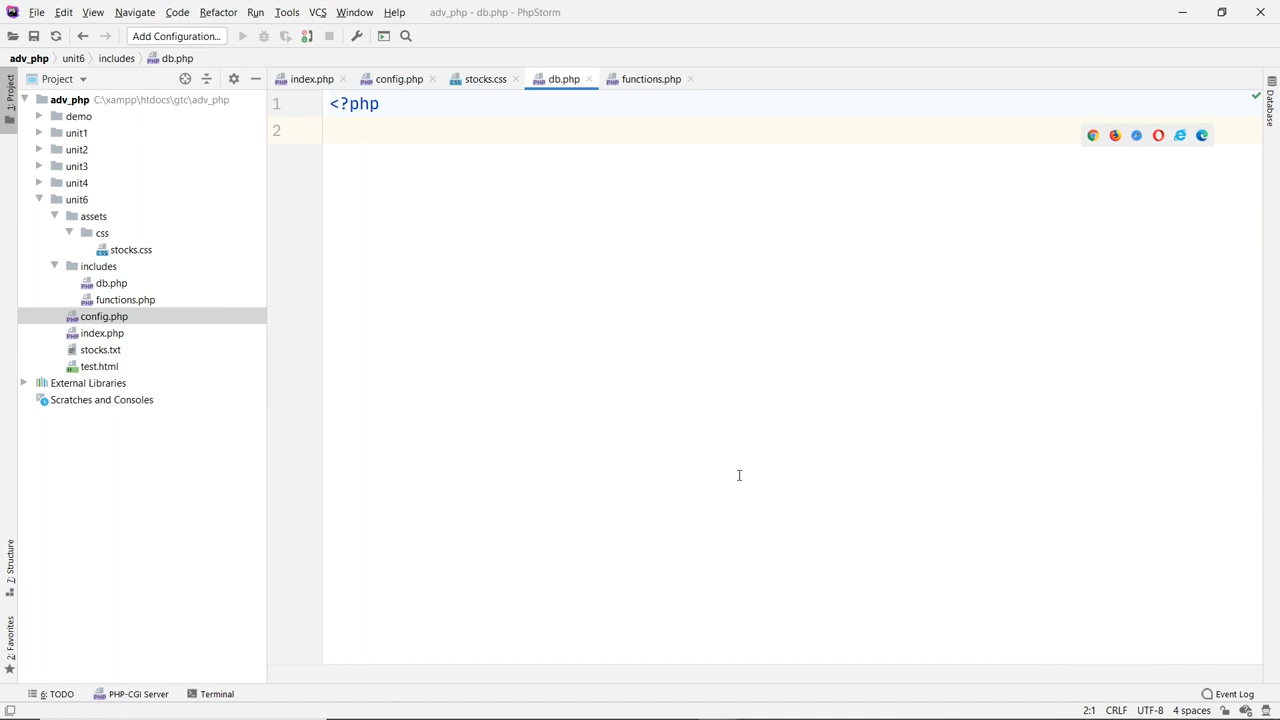 File Edit View Navigate Code Refactor Run Tools VCS Window Help adv_php - db.php - PhpStorm
Add Configuration...
adv_php unit6 includes db.php
Project index.php config.php stocks.css db.php functions.php
1: Project
Database
adv_php C:\xampp\htdocs\gtc\adv_php
demo
unit1
unit2
unit3
unit4
unit6
assets
css
stocks.css
includes
db.php
functions.php
config.php
index.php
stocks.txt
test.html
External Libraries
Scratches and Consoles
1 <?php
2
7: Structure
2: Favorites
6: TODO PHP-CGI Server Terminal Event Log
2:1 CRLF UTF-8 4 spaces